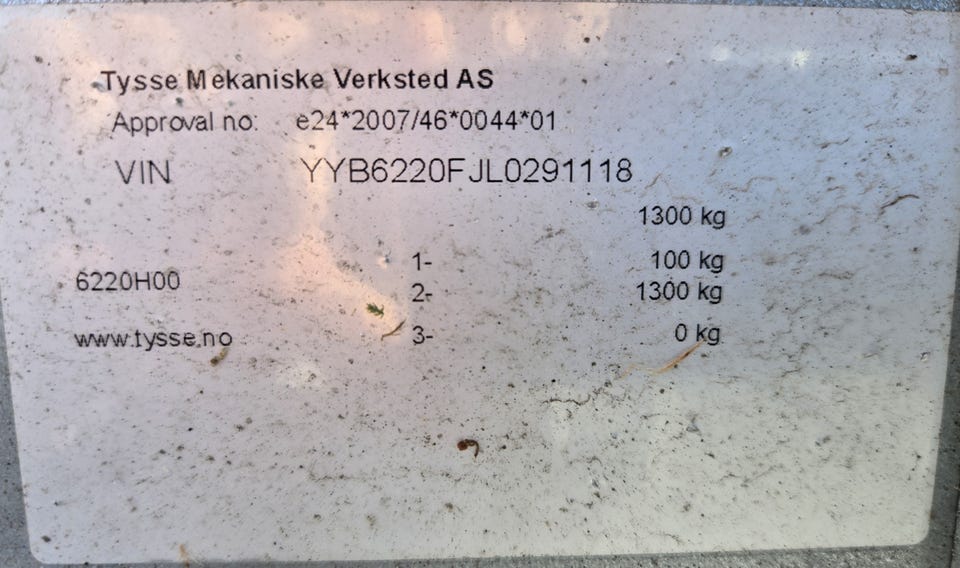 Tysse Mekaniske Verksted AS
Approval no: e24*2007/46*0044*01
VIN YYB6220FJL0291118
1300 kg
1- 100 kg
6220H00
2- 1300 kg
www.tysse.no 3- 0 kg